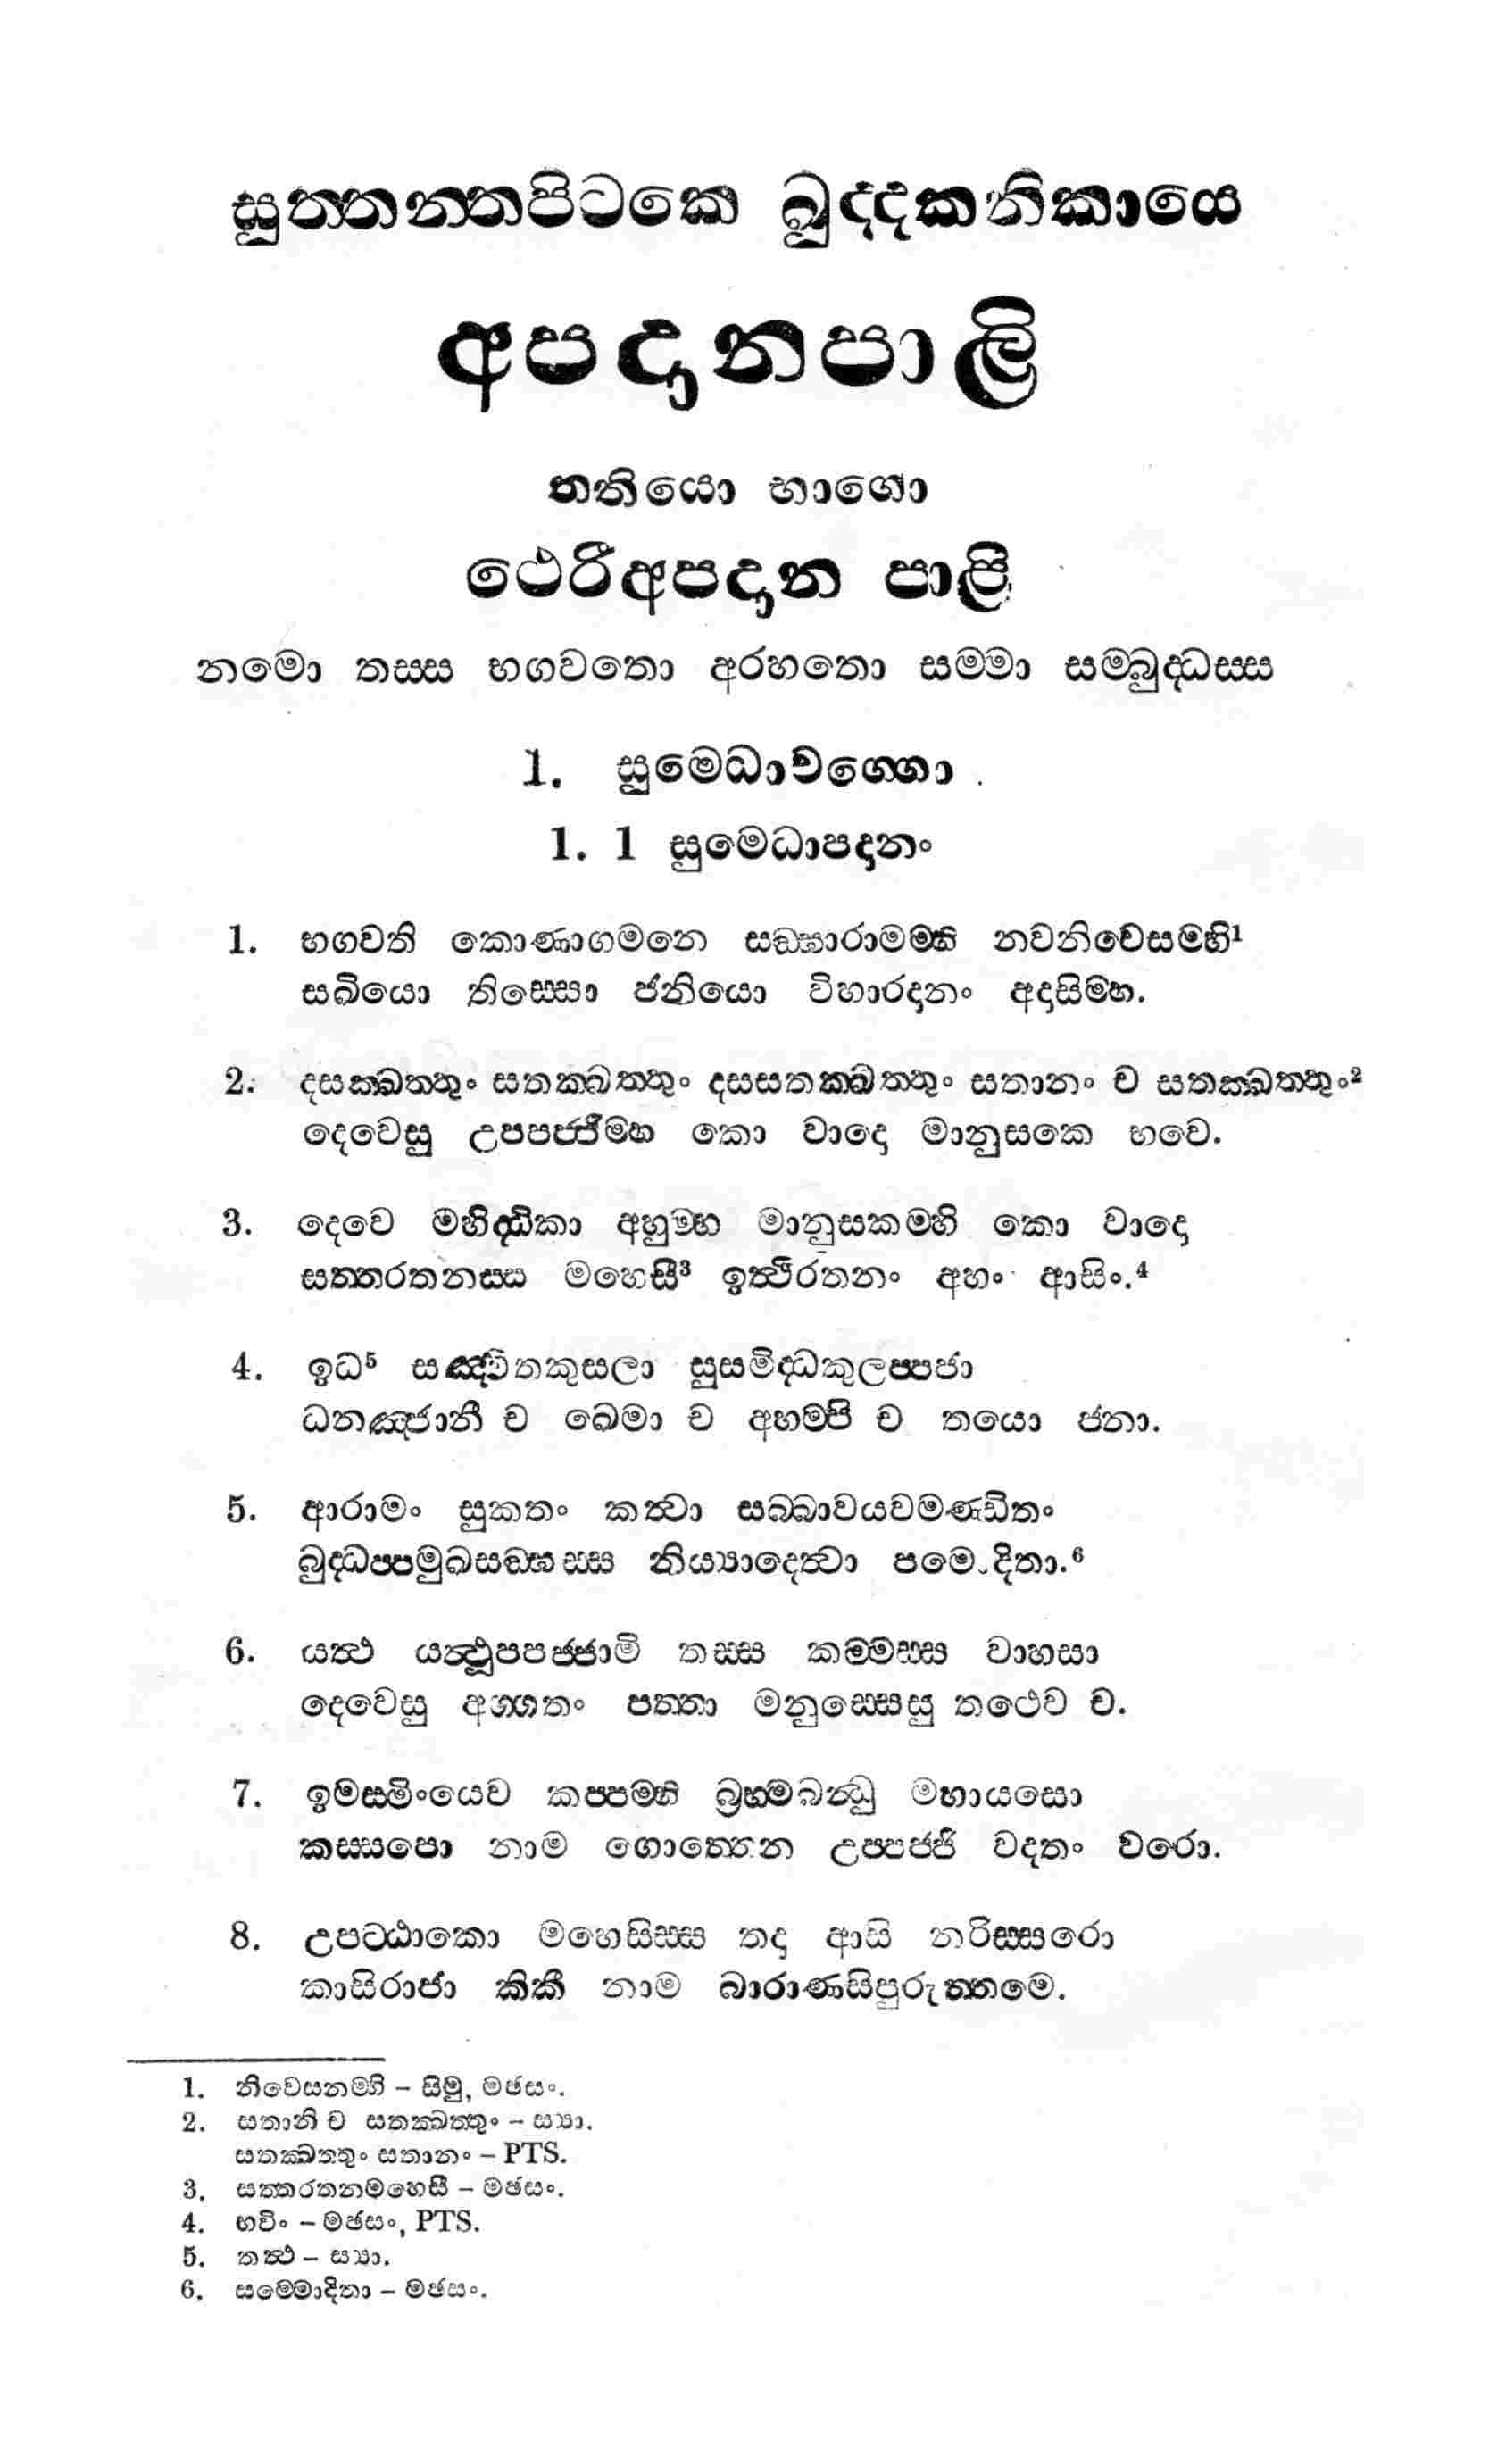 සුත්තන්තපිටකෙ ඛුද්දකනිකායෙ
අපදානපාලි
තතියො භාගො
ථෙරීඅපදාන පාළි
නමො තස්ස භගවතො අරහතො සම්මා සම්බුද්ධස්ස
1. සුමෙධාවග්ගො
1. 1 සුමෙධාපදානං
1. භගවති කොණාගමනෙ සඞ්ඝාරාමම්හි නවනිවෙසම්හි¹
සඛියො තිස්සො ජනියො විහාරදානං අදාසිම්හ.
2. දසක්ඛත්තුං සතක්ඛත්තුං දසසතක්ඛත්තුං සතානං ච සතක්ඛත්තුං²
දෙවෙසු උපපජ්ජිම්හ කො වාදො මානුසකෙ භවෙ.
3. දෙවෙ මහිද්ධිකා අහුම්හ මානුසකම්හි කො වාදො
සත්තරතනස්ස මහෙසී³ ඉත්ථිරතනං අහං ආසිං.⁴
4. ඉධ⁵ සඤ්චිතකුසලා සුසමිද්ධකුලප්පජා
ධනඤ්ජානී ච ඛෙමා ච අහම්පි ච තයො ජනා.
5. ආරාමං සුකතං කත්වා සබ්බාවයවමණ්ඩිතං
බුද්ධප්පමුඛසඞ්ඝස්ස නිය්‍යාදෙත්වා පමොදිතා.⁶
6. යත්ථ යත්ථූපපජ්ජාමි තස්ස කම්මස්ස වාහසා
දෙවෙසු අග්ගතං පත්තා මනුස්සෙසු තථෙව ච.
7. ඉමස්මිංයෙව කප්පම්හි බ්‍රහ්මබන්ධු මහායසො
කස්සපො නාම ගොත්තෙන උප්පජ්ජි වදතං වරො.
8. උපට්ඨාකො මහෙසිස්ස තදා ආසි නරිස්සරො
කාසිරාජා කිකී නාම බාරාණසිපුරුත්තමෙ.
1. නිවෙසනම්හි – සිමු, මඡසං.
2. සතානි ච සතක්ඛත්තුං – ස්‍යා.
සතක්ඛත්තුං සතානං – PTS.
3. සත්තරතනමහෙසී – මඡසං.
4. භවිං – මඡසං, PTS.
5. තත්ථ – ස්‍යා.
6. සම්මොදිතා – මඡසං.